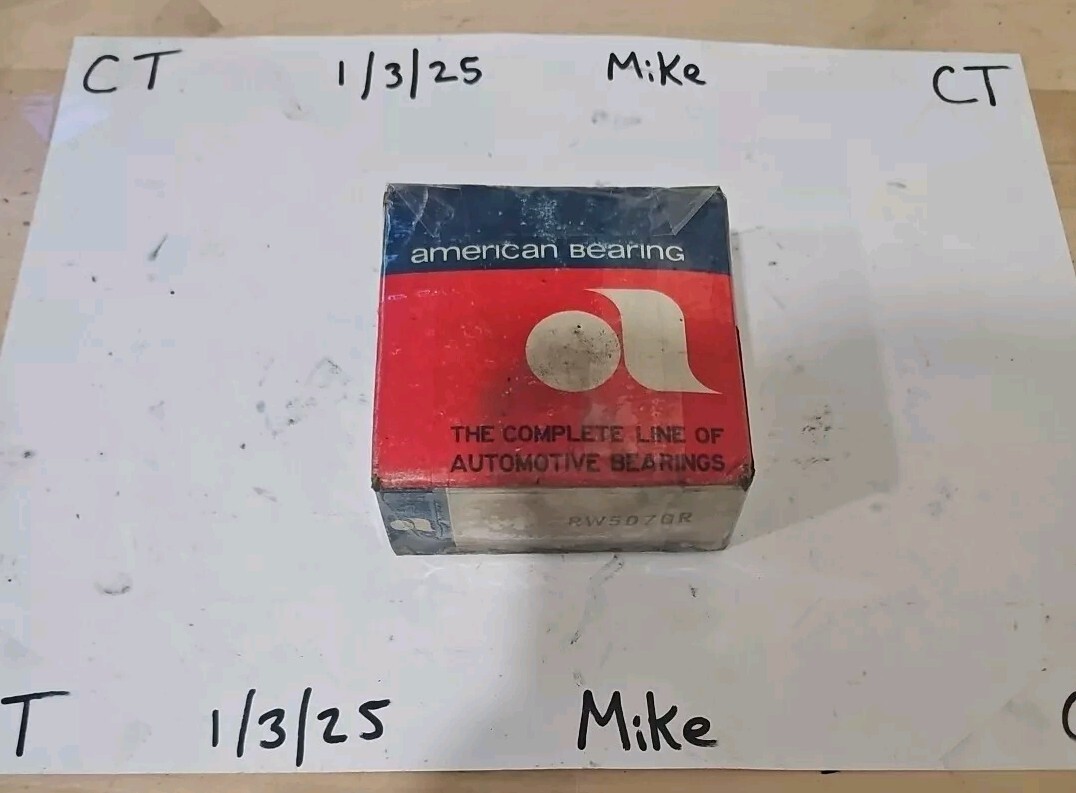 CT 1/3/25 Mike CT
american Bearing
THE COMPLETE LINE OF
AUTOMOTIVE BEARINGS
RW507GR
T 1/3/25 Mike C